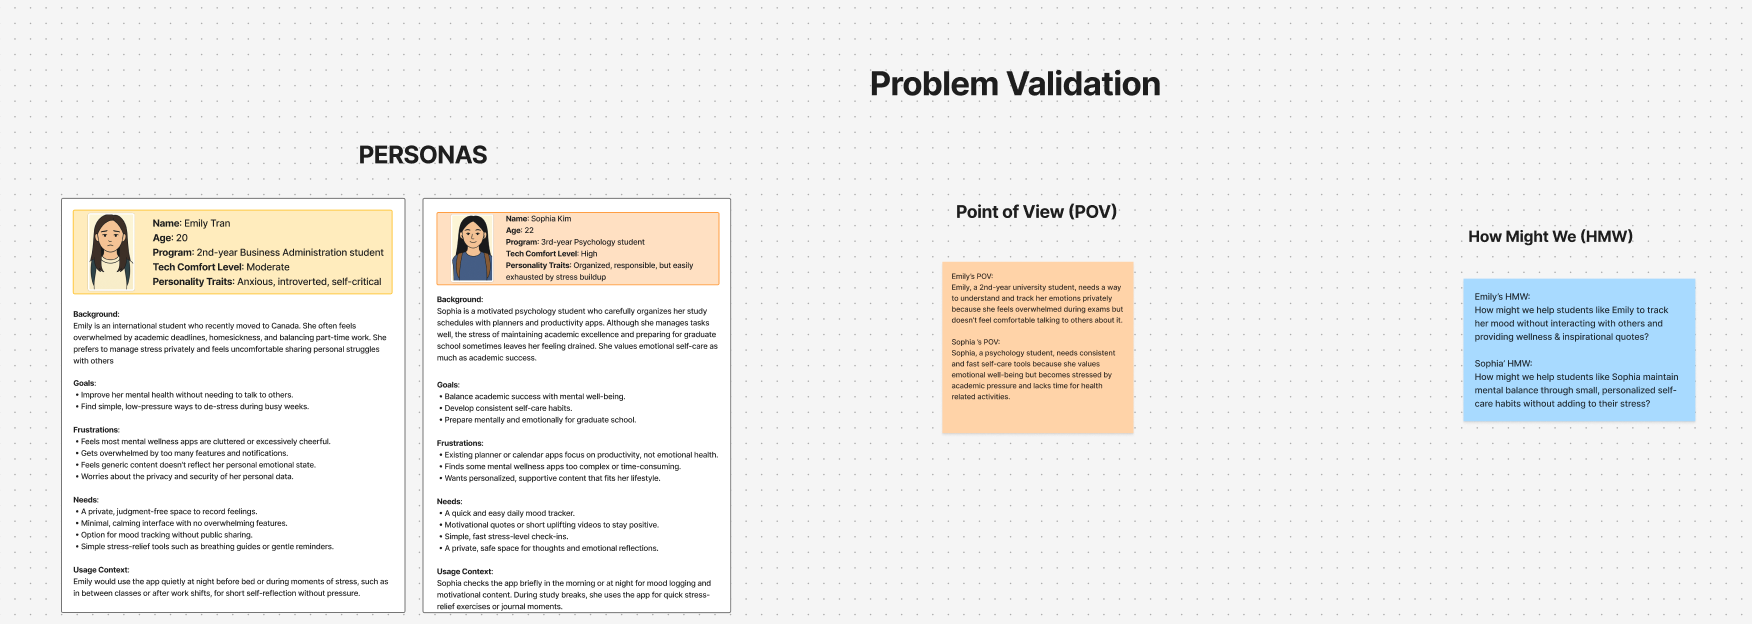 Problem Validation
PERSONAS
Name: Emily Tran
Age: 20
Program: 2nd-year Business Administration student
Tech Comfort Level: Moderate
Personality Traits: Anxious, introverted, self-critical
Background:
Emily is an international student who recently moved to Canada. She often feels
overwhelmed by academic deadlines, homesickness, and balancing part-time work. She
prefers to manage stress privately and feels uncomfortable sharing personal struggles
with others
Goals:
• Improve her mental health without needing to talk to others.
• Find simple, low-pressure ways to de-stress during busy weeks.
Frustrations:
• Feels most mental wellness apps are cluttered or excessively cheerful.
• Gets overwhelmed by too many features and notifications.
• Feels generic content doesn't reflect her personal emotional state.
• Worries about the privacy and security of her personal data.
Needs:
• A private, judgment-free space to record feelings.
• Minimal, calming interface with no overwhelming features.
• Option for mood tracking without public sharing.
• Simple stress-relief tools such as breathing guides or gentle reminders.
Usage Context:
Emily would use the app quietly at night before bed or during moments of stress, such as
in between classes or after work shifts, for short self-reflection without pressure.
Name: Sophia Kim
Age: 22
Program: 3rd-year Psychology student
Tech Comfort Level: High
Personality Traits: Organized, responsible, but easily
exhausted by stress buildup
Background:
Sophia is a motivated psychology student who carefully organizes her study
schedules with planners and productivity apps. Although she manages tasks
well, the stress of maintaining academic excellence and preparing for graduate
school sometimes leaves her feeling drained. She values emotional self-care as
much as academic success.
Goals:
• Balance academic success with mental well-being.
• Develop consistent self-care habits.
• Prepare mentally and emotionally for graduate school.
Frustrations:
• Existing planner or calendar apps focus on productivity, not emotional health.
• Finds some mental wellness apps too complex or time-consuming.
• Wants personalized, supportive content that fits her lifestyle.
Needs:
• A quick and easy daily mood tracker.
• Motivational quotes or short uplifting videos to stay positive.
• Simple, fast stress-level check-ins.
• A private, safe space for thoughts and emotional reflections.
Usage Context:
Sophia checks the app briefly in the morning or at night for mood logging and
motivational content. During study breaks, she uses the app for quick stress-
relief exercises or journal moments.
Point of View (POV)
Emily's POV:
Emily, a 2nd-year university student, needs a way
to understand and track her emotions privately
because she feels overwhelmed during exams but
doesn't feel comfortable talking to others about it.
Sophia 's POV:
Sophia, a psychology student, needs consistent
and fast self-care tools because she values
emotional well-being but becomes stressed by
academic pressure and lacks time for health
related activities.
How Might We (HMW)
Emily's HMW:
How might we help students like Emily to track
her mood without interacting with others and
providing wellness & inspirational quotes?
Sophia' HMW:
How might we help students like Sophia maintain
mental balance through small, personalized self-
care habits without adding to their stress?